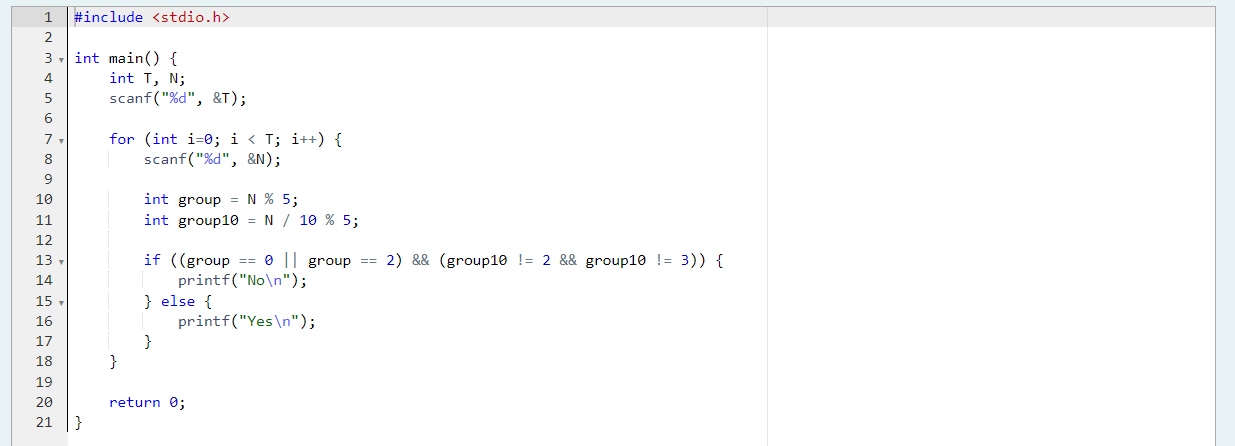 1 #include <stdio.h>
2
3 int main() {
4 int T, N;
5 scanf("%d", &T);
6
7 for (int i=0; i < T; i++) {
8 scanf("%d", &N);
9
10 int group = N % 5;
11 int group10 = N / 10 % 5;
12
13 if ((group == 0 || group == 2) && (group10 != 2 && group10 != 3)) {
14 printf("No\n");
15 } else {
16 printf("Yes\n");
17 }
18 }
19
20 return 0;
21 }